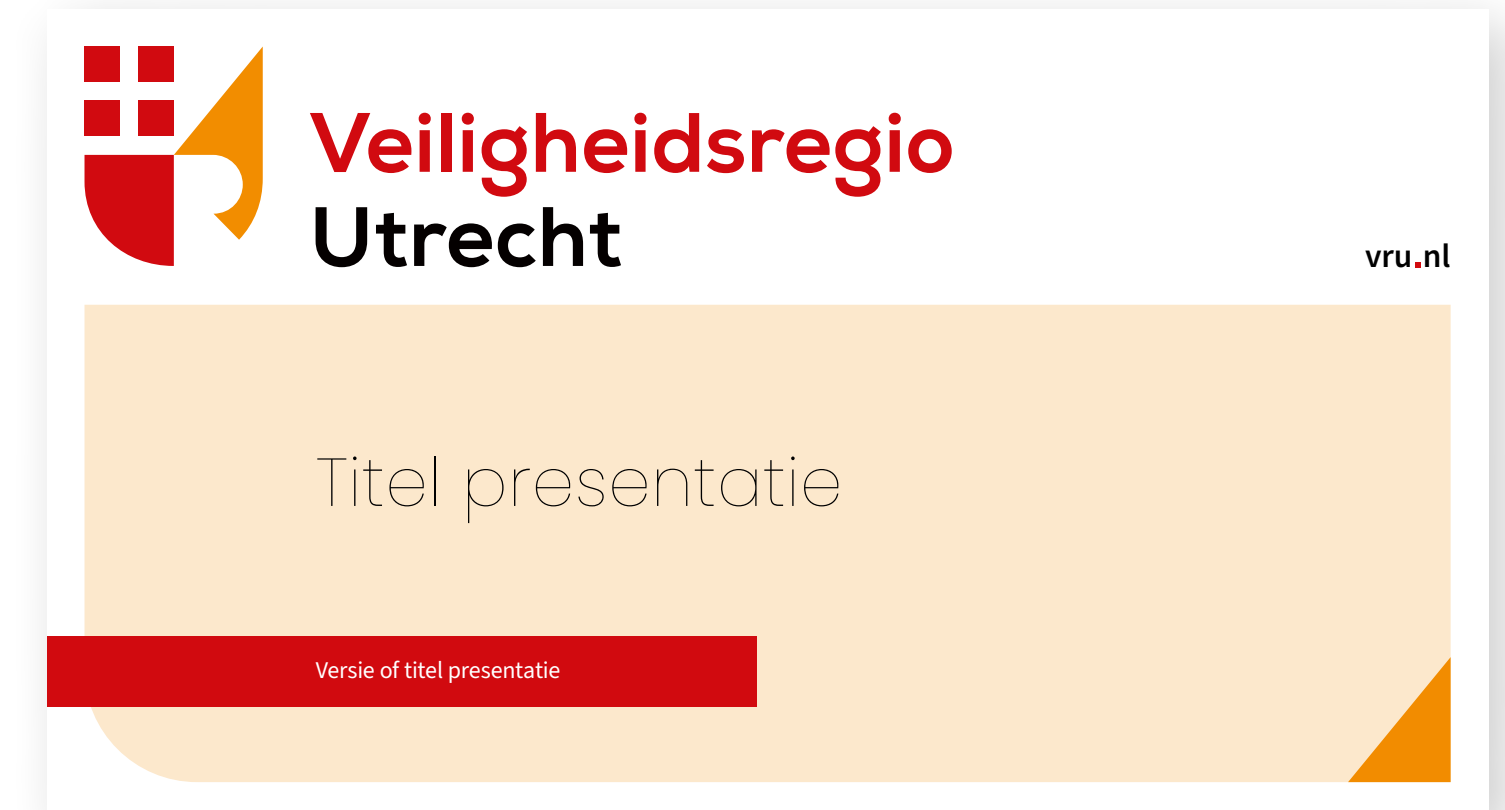 Veiligheidsregio
Utrecht
vru.nl
Titel presentatie
Versie of titel presentatie